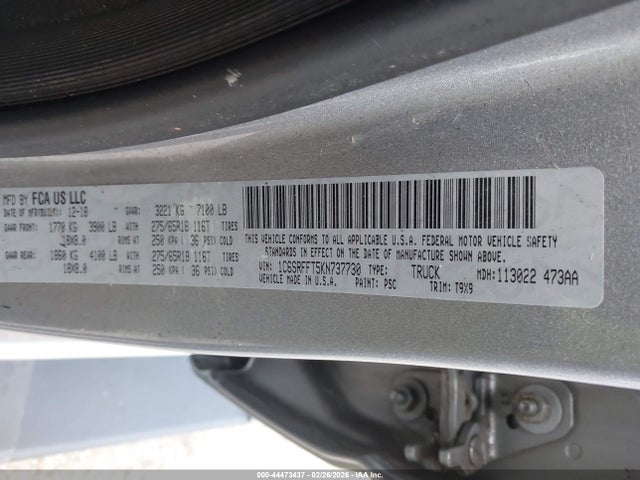 MFD BY FCA US LLC
DATE OF MFR 12-18 GVWR: 3221 KG 7100 LB
GAWR FRONT: 1770 KG 3900 LB WITH 275/65R18 116T TIRES
18X8.0 RIMS AT 250 KPA ( 36 PSI) COLD
GAWR REAR: 1860 KG 4100 LB WITH 275/65R18 116T TIRES
18X8.0 RIMS AT 250 KPA ( 36 PSI) COLD
THIS VEHICLE CONFORMS TO ALL APPLICABLE U.S.A. FEDERAL MOTOR VEHICLE SAFETY
STANDARDS IN EFFECT ON THE DATE OF MANUFACTURE SHOWN ABOVE.
VIN: 1C6SRFFT5KN737730 TYPE: TRUCK MDH: 113022 473AA
VEHICLE MADE IN U.S.A. PAINT: PSC TRIM: T9X9
000-44473437 - 02/26/2026 - IAAI.COM